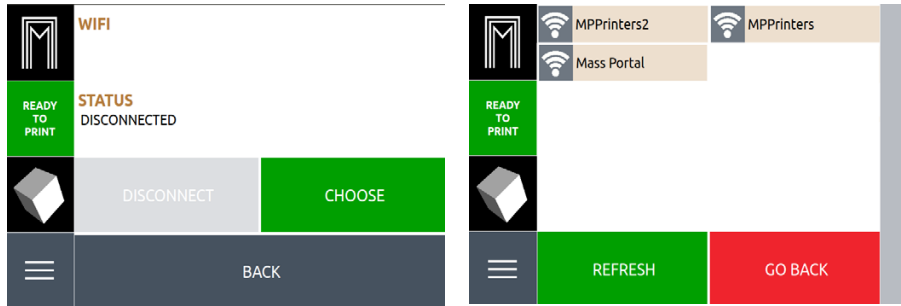 WIFI
STATUS
DISCONNECTED
READY
TO
PRINT
DISCONNECT
CHOOSE
BACK
MPPrinters2
MPPrinters
Mass Portal
READY
TO
PRINT
REFRESH
GO BACK